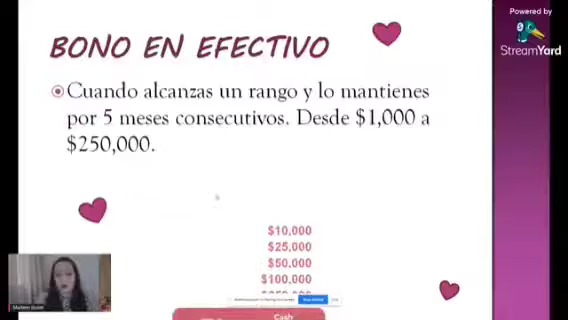 Powered by
StreamYard
BONO EN EFECTIVO
Cuando alcanzas un rango y lo mantienes
por 5 meses consecutivos. Desde $1,000 a
$250,000.
$10,000
$25,000
$50,000
$100,000
Cash